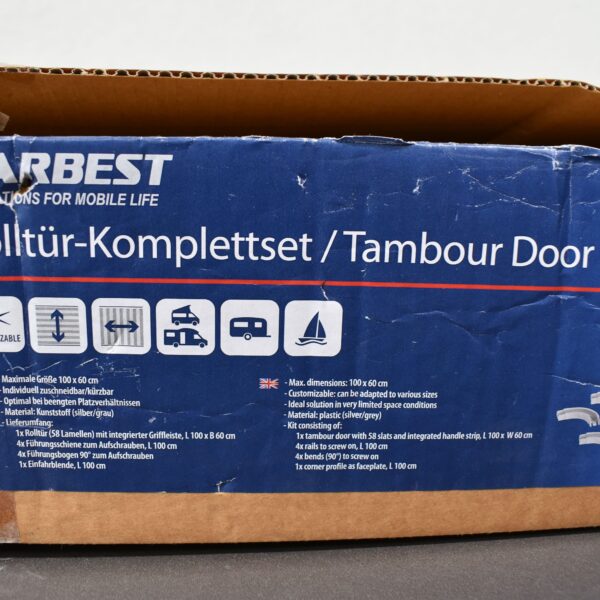 ARBEST
TIONS FOR MOBILE LIFE
olltür-Komplettset / Tambour Door
ZABLE
Maximale Größe 100 x 60 cm
- Individuell zuschneidbar/kürzbar
- Optimal bei beengten Platzverhältnissen
- Material: Kunststoff (silber/grau)
- Lieferumfang:
1x Rolltür (58 Lamellen) mit integrierter Griffleiste, L 100 x B 60 cm
4x Führungsschiene zum Aufschrauben, L 100 cm
4x Führungsbogen 90° zum Aufschrauben
1x Einfahrblende, L 100 cm
- Max. dimensions: 100 x 60 cm
- Customizable: can be adapted to various sizes
- Ideal solution in very limited space conditions
- Material: plastic (silver/grey)
- Kit consisting of:
1x tambour door with 58 slats and integrated handle strip, L 100 x W 60 cm
4x rails to screw on, L 100 cm
4x bends (90°) to screw on
1x corner profile as faceplate, L 100 cm